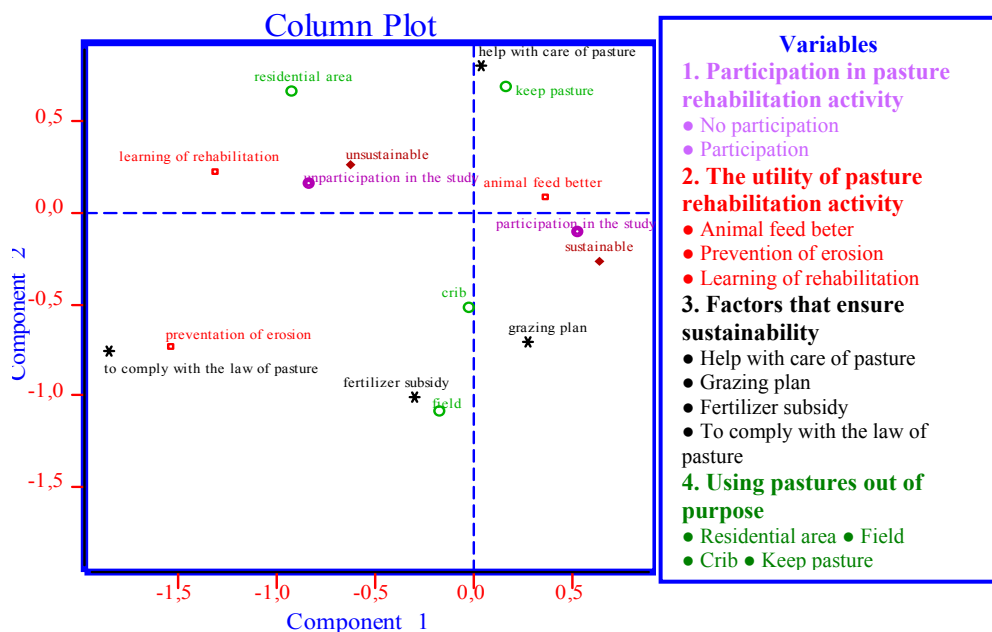 Column Plot
help with care of pasture
residential area
keep pasture
0,5
learning of rehabilitation
unsustainable
unparticipation in the study
animal feed better
0,0
participation in the study
sustainable
crib
-0,5
grazing plan
preventation of erosion
to comply with the law of pasture
fertilizer subsidy
field
-1,0
-1,5
Component 2
-1,5 -1,0 -0,5 0,0 0,5
Component 1
Variables
1. Participation in pasture
rehabilitation activity
● No participation
● Participation
2. The utility of pasture
rehabilitation activity
● Animal feed beter
● Prevention of erosion
● Learning of rehabilitation
3. Factors that ensure
sustainability
● Help with care of pasture
● Grazing plan
● Fertilizer subsidy
● To comply with the law of
pasture
4. Using pastures out of
purpose
● Residential area ● Field
● Crib ● Keep pasture